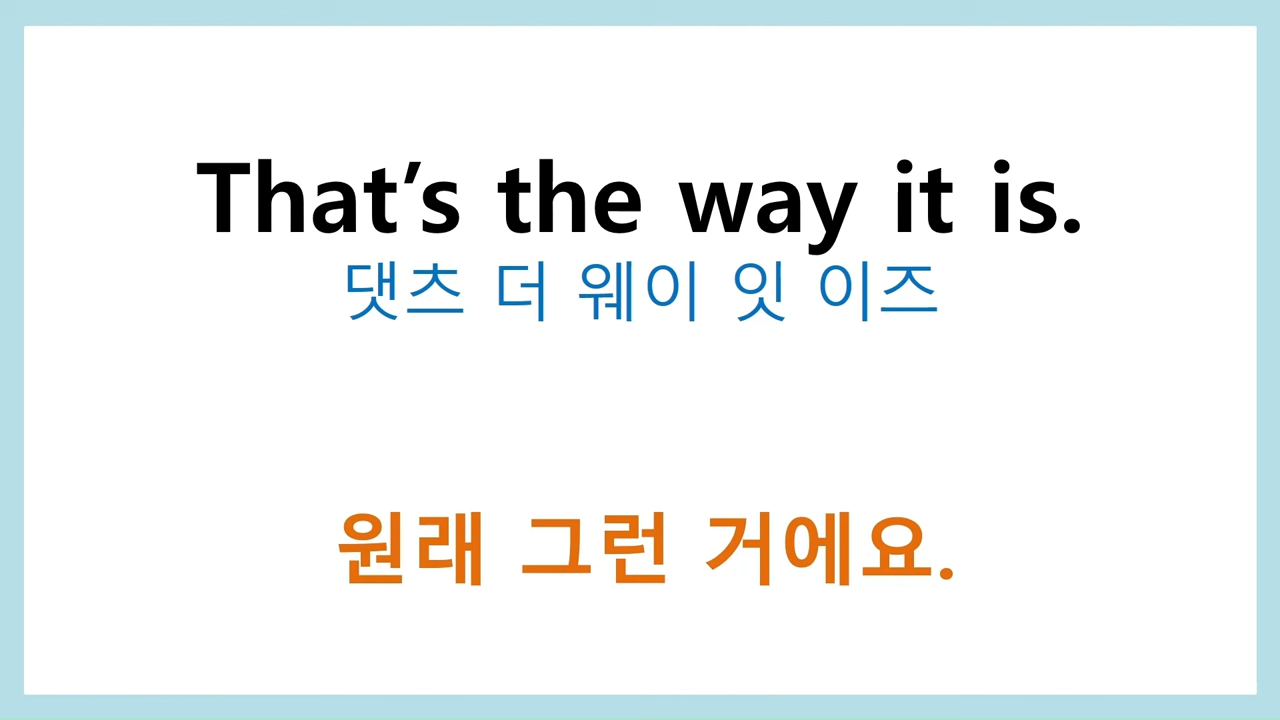 That’s the way it is.
댓츠 더 웨이 잇 이즈
원래 그런 거에요.